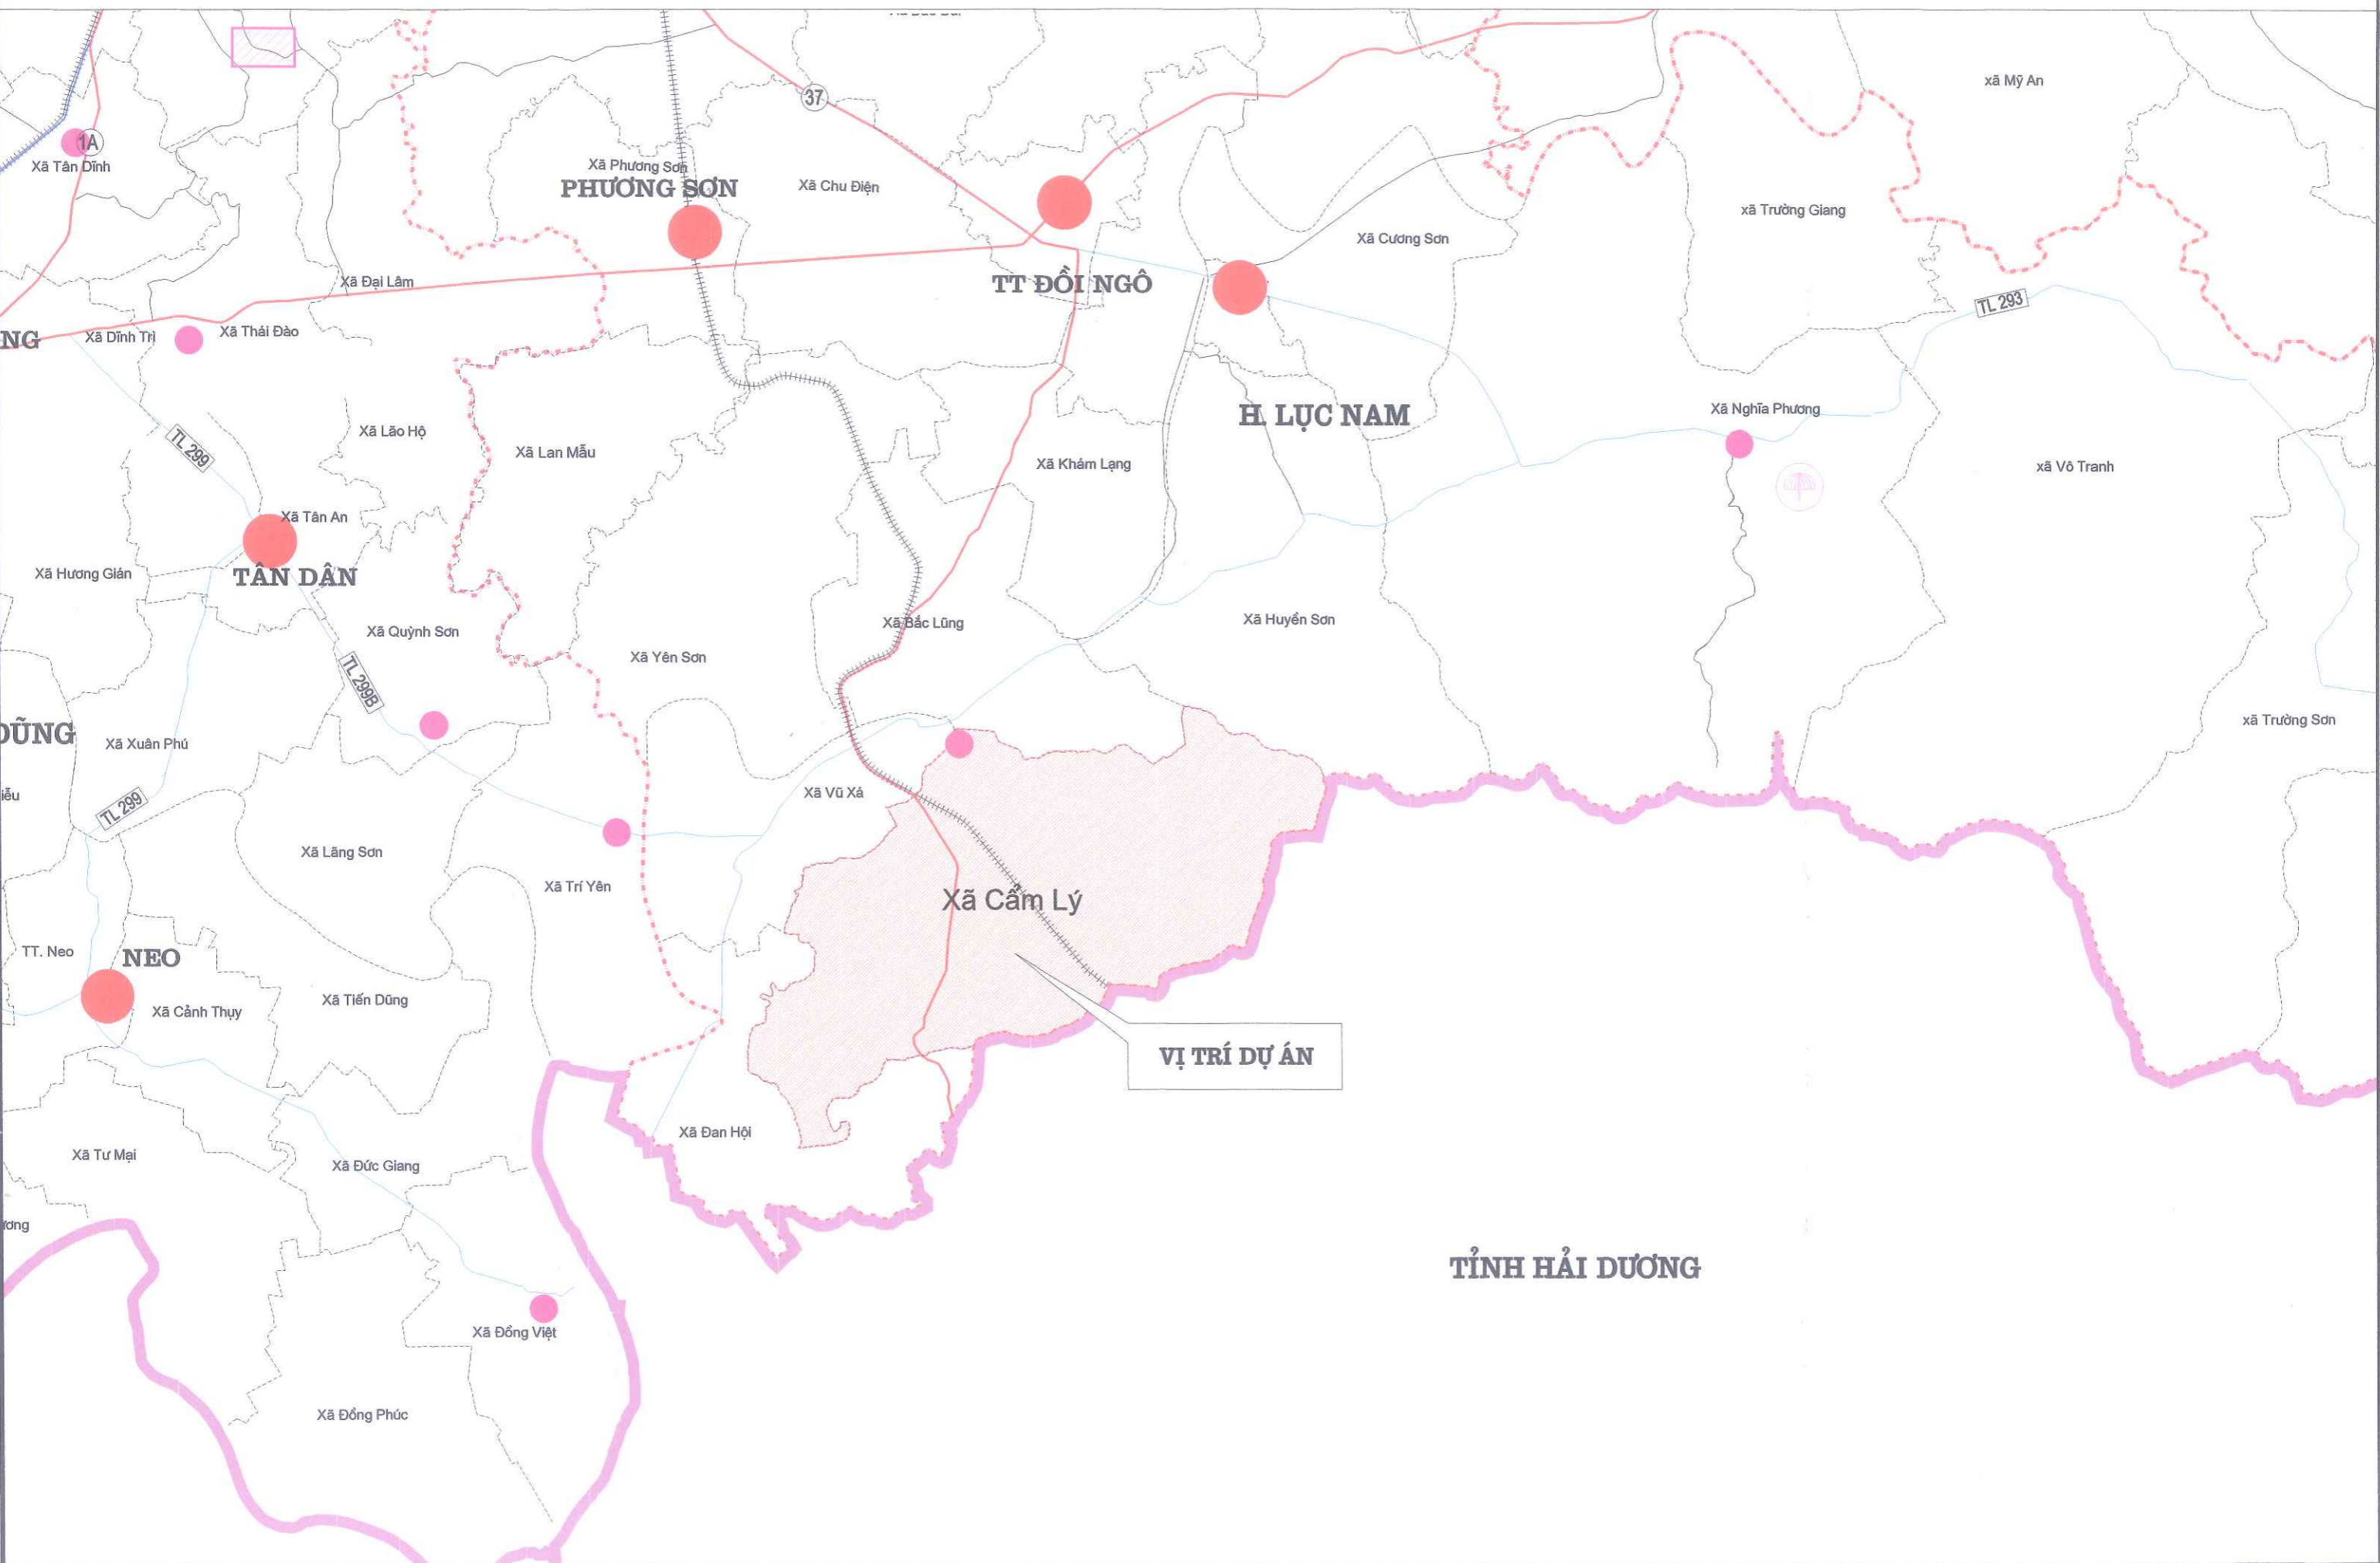 xã Mỹ An
37
1A
Xã Tân Dĩnh
Xã Phương Sơn
PHƯƠNG SƠN
Xã Chu Điện
xã Trường Giang
Xã Cương Sơn
Xã Đại Lâm
TT ĐỒI NGÔ
TL 293
NG
Xã Dĩnh Trì
Xã Thái Đào
H. LỤC NAM
Xã Nghĩa Phương
Xã Lão Hộ
TL 299
Xã Lan Mẫu
Xã Khám Lạng
xã Vô Tranh
Xã Tân An
Xã Hương Gián
TÂN DÂN
Xã Quỳnh Sơn
Xã Bắc Lũng
Xã Huyền Sơn
Xã Yên Sơn
TL 299B
xã Trường Sơn
DŨNG
Xã Xuân Phú
iễu
TL 299
Xã Vũ Xá
Xã Lãng Sơn
Xã Trí Yên
Xã Cẩm Lý
TT. Neo
NEO
Xã Tiến Dũng
Xã Cảnh Thụy
VỊ TRÍ DỰ ÁN
Xã Đan Hội
Xã Tư Mại
Xã Đức Giang
ương
TỈNH HẢI DƯƠNG
Xã Đồng Việt
Xã Đồng Phúc